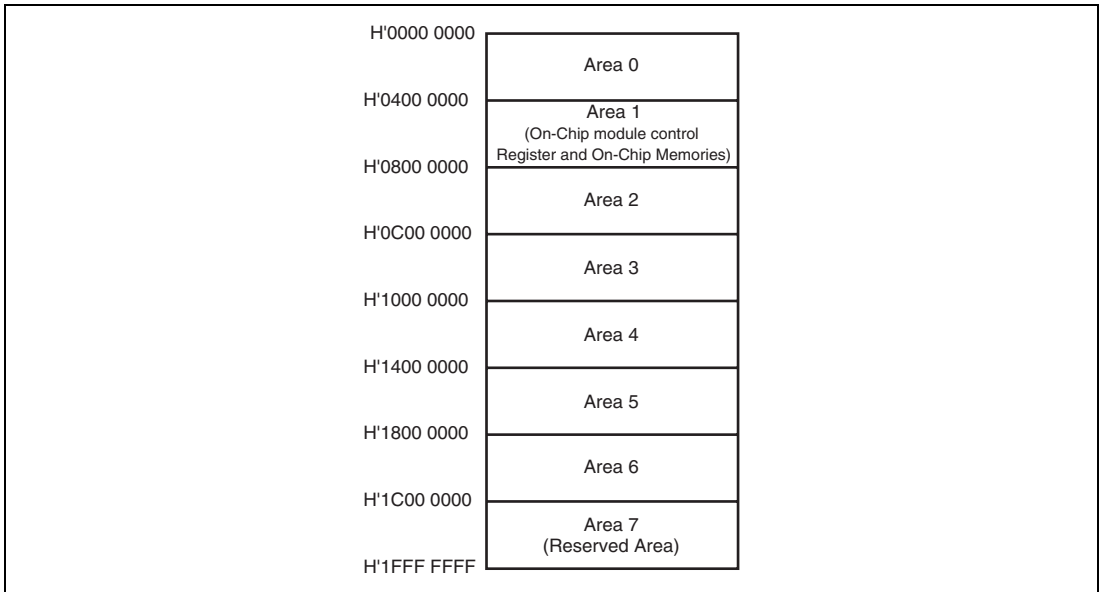 H'0000 0000
Area 0
H'0400 0000
Area 1
(On-Chip module control
Register and On-Chip Memories)
H'0800 0000
Area 2
H'0C00 0000
Area 3
H'1000 0000
Area 4
H'1400 0000
Area 5
H'1800 0000
Area 6
H'1C00 0000
Area 7
(Reserved Area)
H'1FFF FFFF